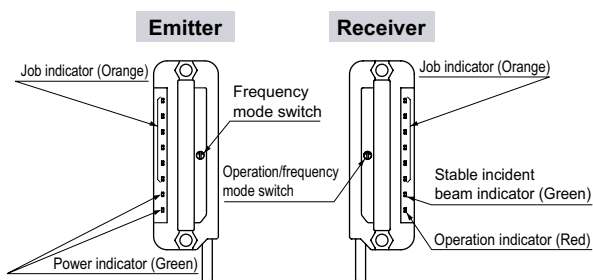 Emitter
Receiver
Job indicator (Orange)
Job indicator (Orange)
Frequency
mode switch
Operation/frequency
mode switch
Stable incident
beam indicator (Green)
Operation indicator (Red)
Power indicator (Green)